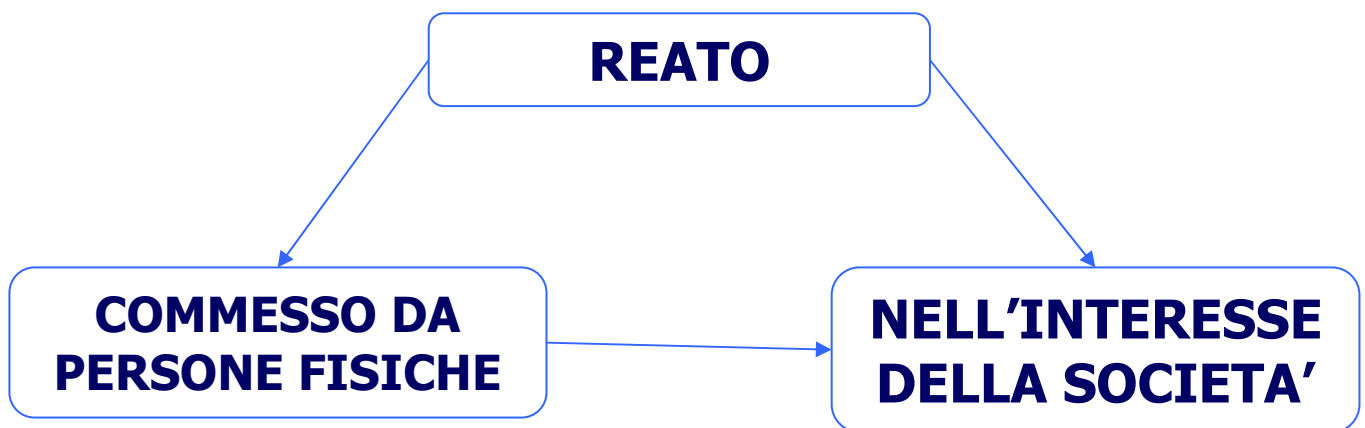 REATO
COMMESSO DA
PERSONE FISICHE
NELL’INTERESSE
DELLA SOCIETA’